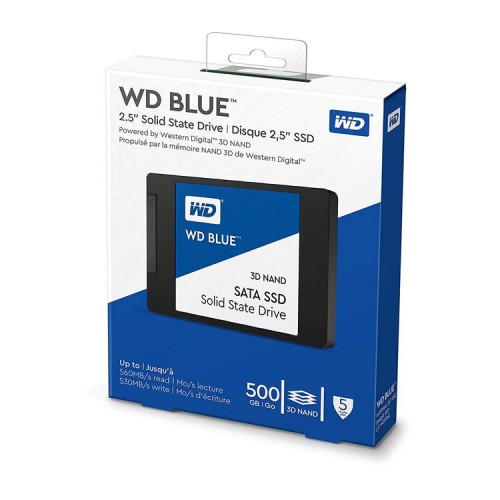 WD BLUE™
2.5" Solid State Drive | Disque 2,5" SSD
Powered by Western Digital™ 3D NAND
Propulsé par la mémoire NAND 3D de Western Digital™
WD
WD
WD BLUE™
3D NAND
SATA SSD
Solid State Drive
Up to | Jusqu'à
560MB/s read | Mo/s lecture
530MB/s write | Mo/s d'écriture
500
GB | Go
3D NAND
5